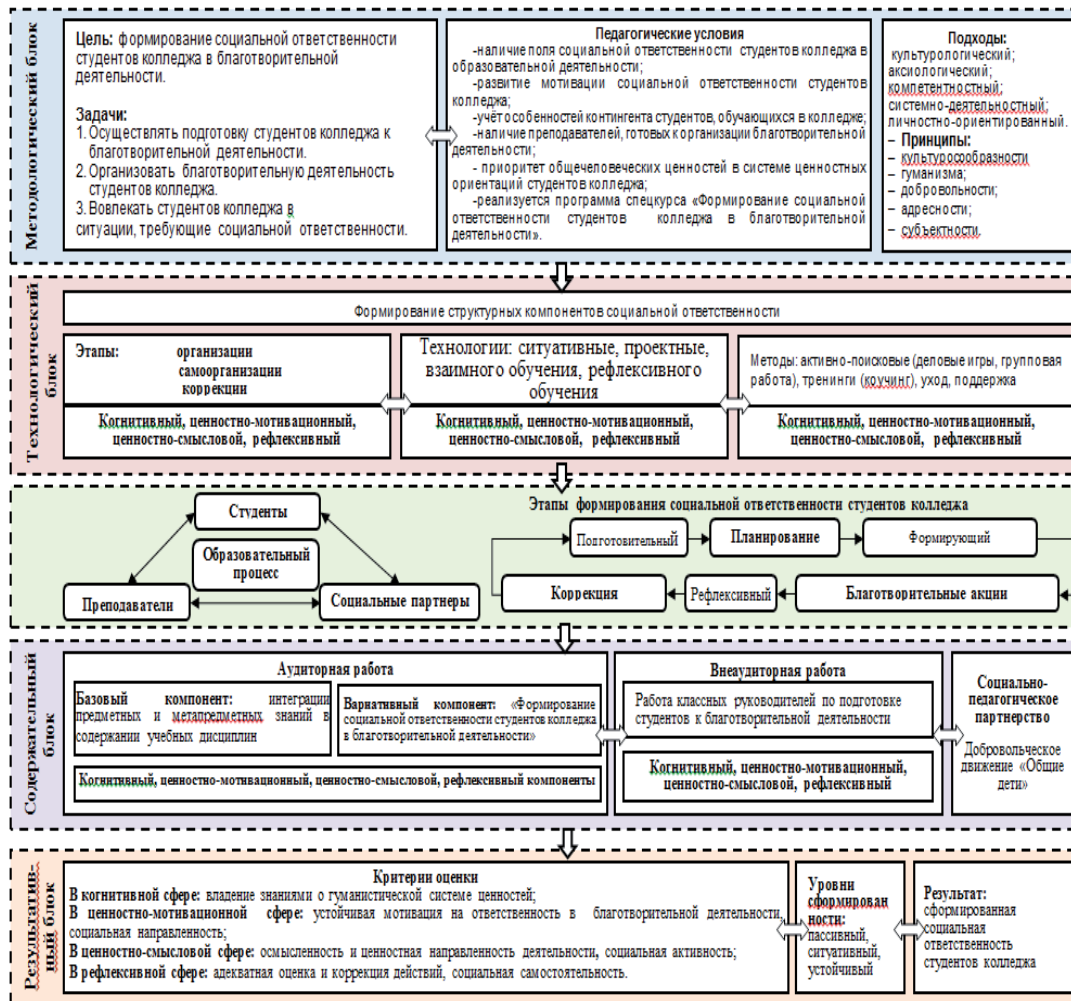 Методологический блок
Цель: формирование социальной ответственности
студентов колледжа в благотворительной
деятельности.
Задачи:
1. Осуществлять подготовку студентов колледжа к
благотворительной деятельности.
2. Организовать благотворительную деятельность
студентов колледжа.
3. Вовлекать студентов колледжа в
ситуации, требующие социальной ответственности.
Педагогические условия
-наличие поля социальной ответственности студентов колледжа в
образовательной деятельности;
-развитие мотивации социальной ответственности студентов
колледжа;
-учёт особенностей контингента студентов, обучающихся в колледже;
-наличие преподавателей, готовых к организации благотворительной
деятельности;
- приоритет общечеловеческих ценностей в системе ценностных
ориентаций студентов колледжа;
-реализуется программа спецкурса «Формирование социальной
ответственности студентов колледжа в благотворительной
деятельности».
Подходы:
культурологический;
аксиологический;
компетентностный;
системно-деятельностный;
личностно-ориентированный.
– Принципы:
– культуросообразности
– гуманизма;
– добровольности;
– адресности;
– субъектности.
Технологический
блок
Формирование структурных компонентов социальной ответственности
Этапы: организации
самоорганизации
коррекции
Когнитивный, ценностно-мотивационный,
ценностно-смысловой, рефлексивный
Технологии: ситуативные, проектные,
взаимного обучения, рефлексивного
обучения
Когнитивный, ценностно-мотивационный,
ценностно-смысловой, рефлексивный
Методы: активно-поисковые (деловые игры, групповая
работа), тренинги (коучинг), уход, поддержка
Когнитивный, ценностно-мотивационный,
ценностно-смысловой, рефлексивный
Студенты
Образовательный
процесс
Преподаватели
Социальные партнеры
Этапы формирования социальной ответственности студентов колледжа
Подготовительный
Планирование
Формирующий
Коррекция
Рефлексивный
Благотворительные акции
Содержательный
блок
Аудиторная работа
Базовый компонент: интеграции
предметных и метапредметных знаний в
содержании учебных дисциплин
Вариативный компонент: «Формирование
социальной ответственности студентов колледжа
в благотворительной деятельности»
Когнитивный, ценностно-мотивационный, ценностно-смысловой, рефлексивный компоненты
Внеаудиторная работа
Работа классных руководителей по подготовке
студентов к благотворительной деятельности
Когнитивный, ценностно-мотивационный,
ценностно-смысловой, рефлексивный
Социально-
педагогическое
партнерство
Добровольческое
движение «Общие
дети»
Результатив-
ный блок
Критерии оценки
В когнитивной сфере: владение знаниями о гуманистической системе ценностей;
В ценностно-мотивационной сфере: устойчивая мотивация на ответственность в благотворительной деятельности,
социальная направленность;
В ценностно-смысловой сфере: осмысленность и ценностная направленность деятельности, социальная активность;
В рефлексивной сфере: адекватная оценка и коррекция действий, социальная самостоятельность.
Уровни
сформирован
ности:
пассивный,
ситуативный,
устойчивый
Результат:
сформированная
социальная
ответственность
студентов колледжа